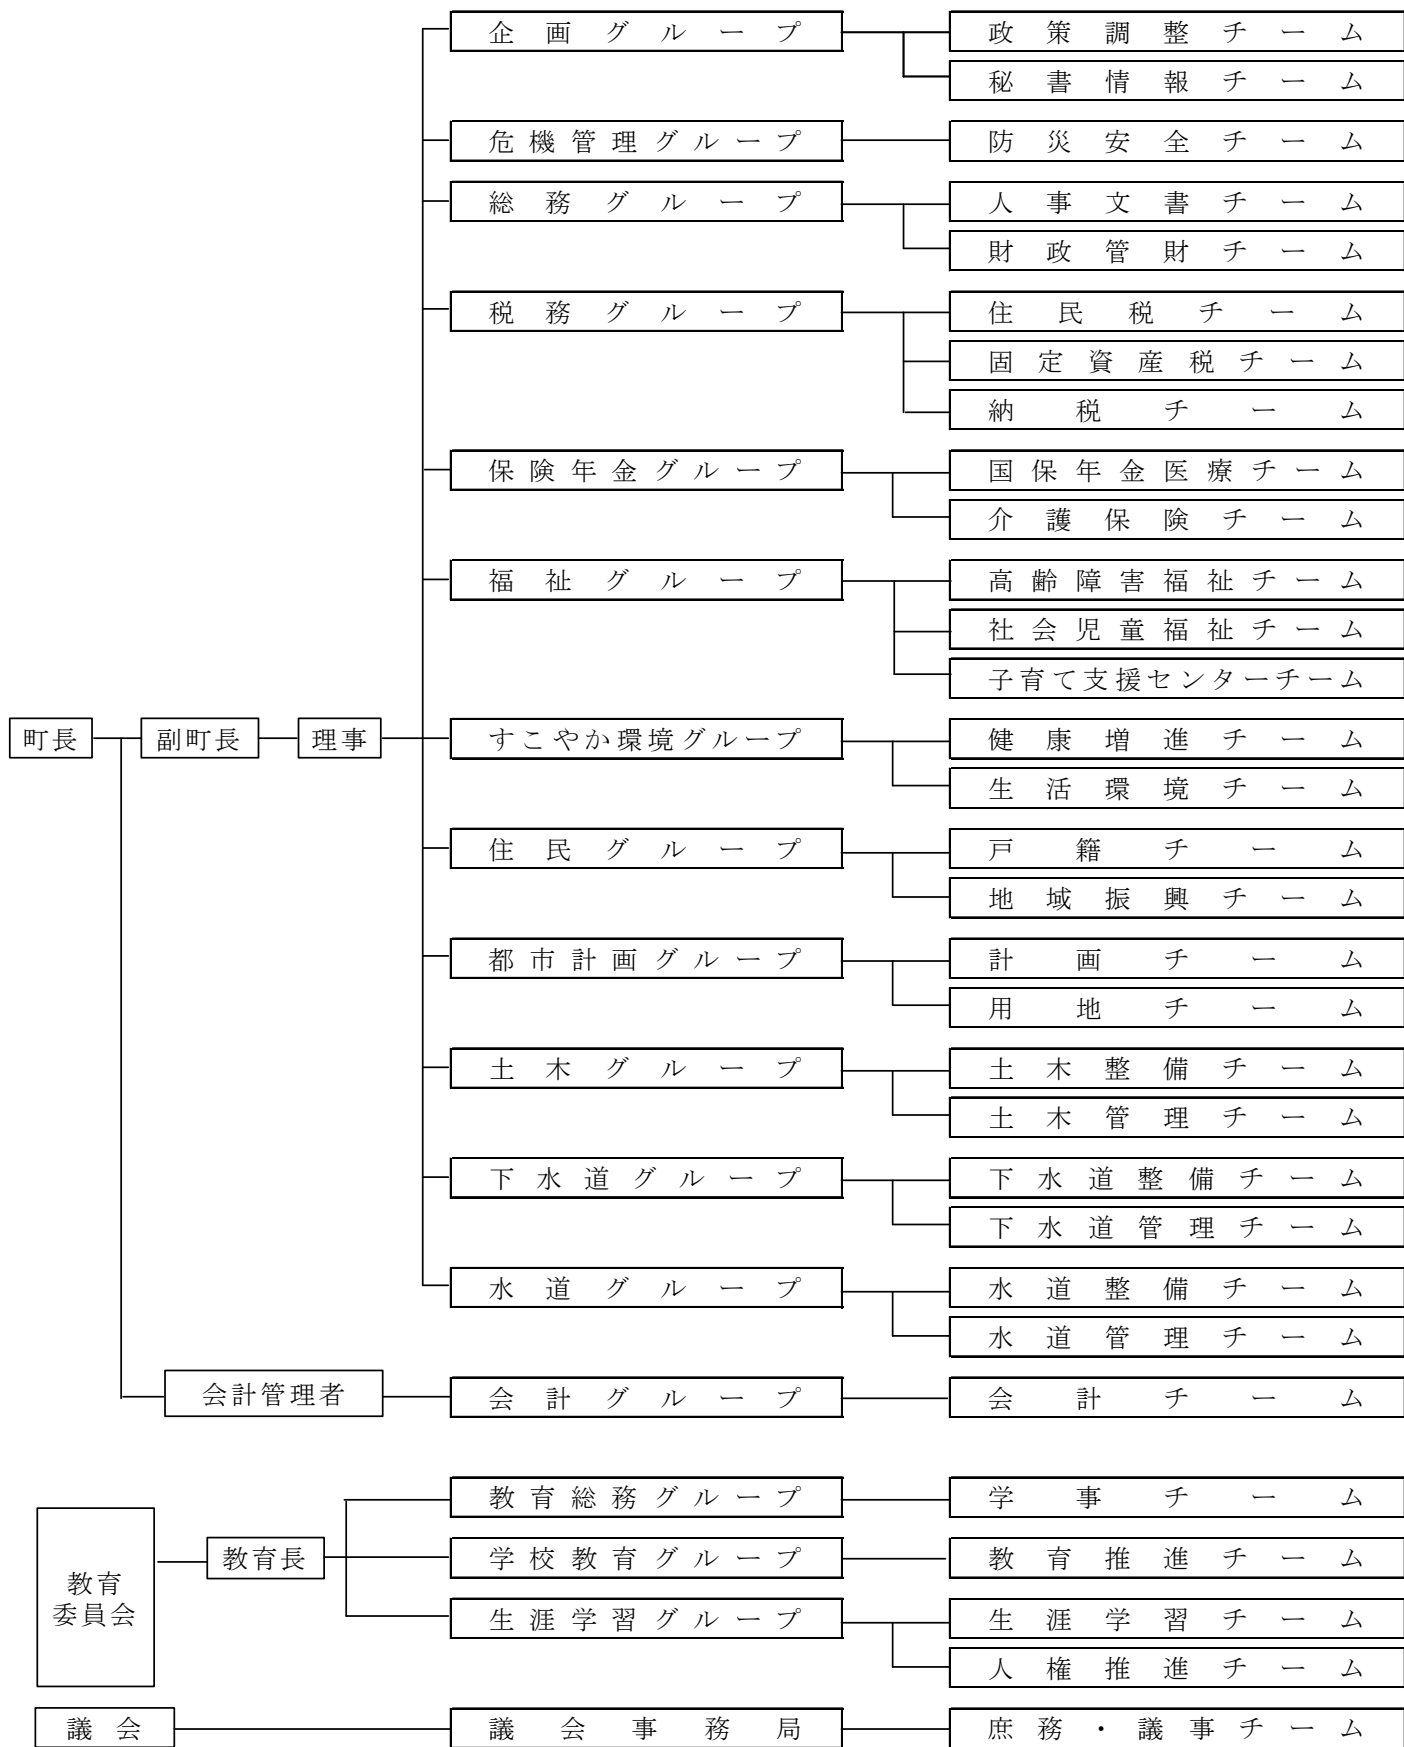 企画グループ
政策調整チーム
秘書情報チーム
危機管理グループ
防災安全チーム
総務グループ
人事文書チーム
財政管財チーム
税務グループ
住民税チーム
固定資産税チーム
納税チーム
保険年金グループ
国保年金医療チーム
介護保険チーム
福祉グループ
高齢障害福祉チーム
社会児童福祉チーム
子育て支援センターチーム
町長
副町長
理事
すこやか環境グループ
健康増進チーム
生活環境チーム
住民グループ
戸籍チーム
地域振興チーム
都市計画グループ
計画チーム
用地チーム
土木グループ
土木整備チーム
土木管理チーム
下水道グループ
下水道整備チーム
下水道管理チーム
水道グループ
水道整備チーム
水道管理チーム
会計管理者
会計グループ
会計チーム
教育総務グループ
学事チーム
教育
委員会
教育長
学校教育グループ
教育推進チーム
生涯学習グループ
生涯学習チーム
人権推進チーム
議会
議会事務局
庶務・議事チーム